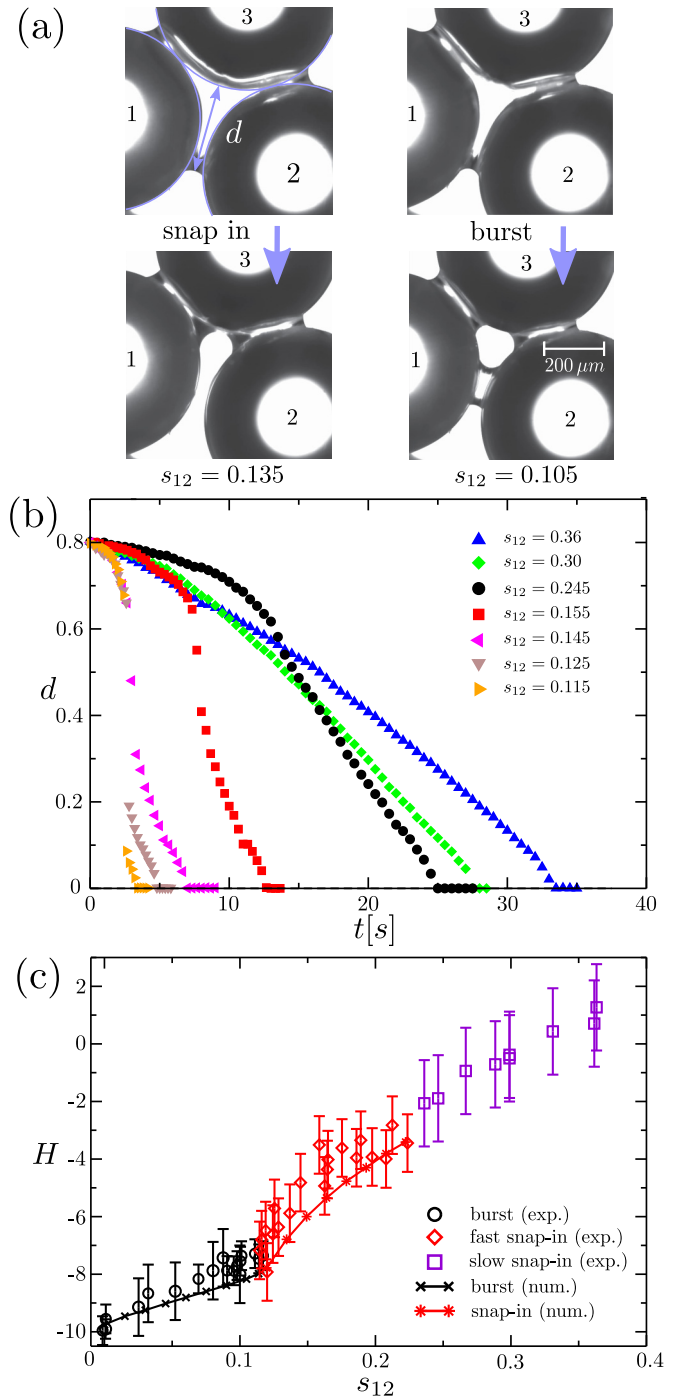 (a)
3
1
d
2
snap in
3
1
2
s12 = 0.135
3
1
2
burst
3
1
200 μm
2
s12 = 0.105
(b)
0.8
0.6
d
0.4
0.2
0
0
10
20
30
40
t[s]
s12 = 0.36
s12 = 0.30
s12 = 0.245
s12 = 0.155
s12 = 0.145
s12 = 0.125
s12 = 0.115
(c)
2
0
-2
-4
H
-6
-8
-10
0
0.1
0.2
0.3
0.4
s12
burst (exp.)
fast snap-in (exp.)
slow snap-in (exp.)
burst (num.)
snap-in (num.)